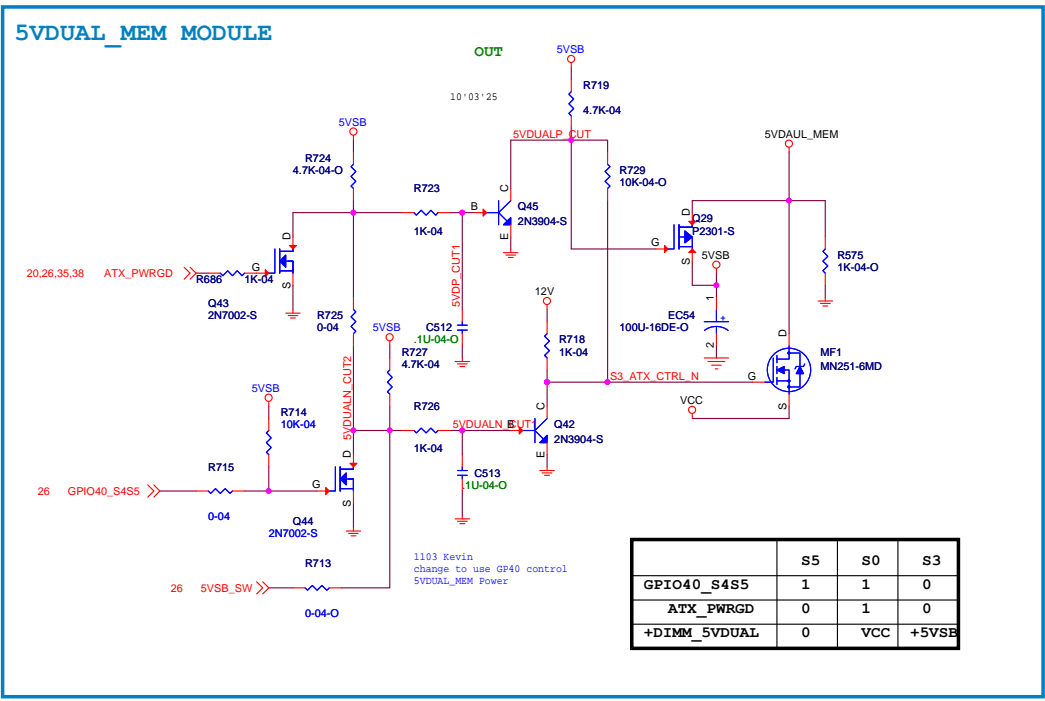 5VDUAL_MEM MODULE
OUT
10'03'25
5VSB
R719
4.7K-04
5VDUALP_CUT
5VDAUL_MEM
5VSB
R724
4.7K-04-O
R723
1K-04
B
C
E
Q45
2N3904-S
R729
10K-04-O
D
G
S
Q29
P2301-S
5VSB
R575
1K-04-O
20,26,35,38
ATX_PWRGD
R686
1K-04
G
D
S
Q43
2N7002-S
5VDP_CUT1
12V
1
2
EC54
100U-16DE-O
R725
0-04
5VSB
C512
.1U-04-O
R718
1K-04
R727
4.7K-04
D
G
S
MF1
MN251-6MD
S3_ATX_CTRL_N
VCC
5VSB
R714
10K-04
5VDUALN_CUT2
R726
1K-04
5VDUALN_CUT1
B
C
E
Q42
2N3904-S
R715
0-04
26
GPIO40_S4S5
D
G
S
Q44
2N7002-S
C513
.1U-04-O
R713
0-04-O
26
5VSB_SW
1103 Kevin
change to use GP40 control
5VDUAL_MEM Power
S5 S0 S3
GPIO40_S4S5 1 1 0
ATX_PWRGD 0 1 0
+DIMM_5VDUAL 0 VCC +5VSB